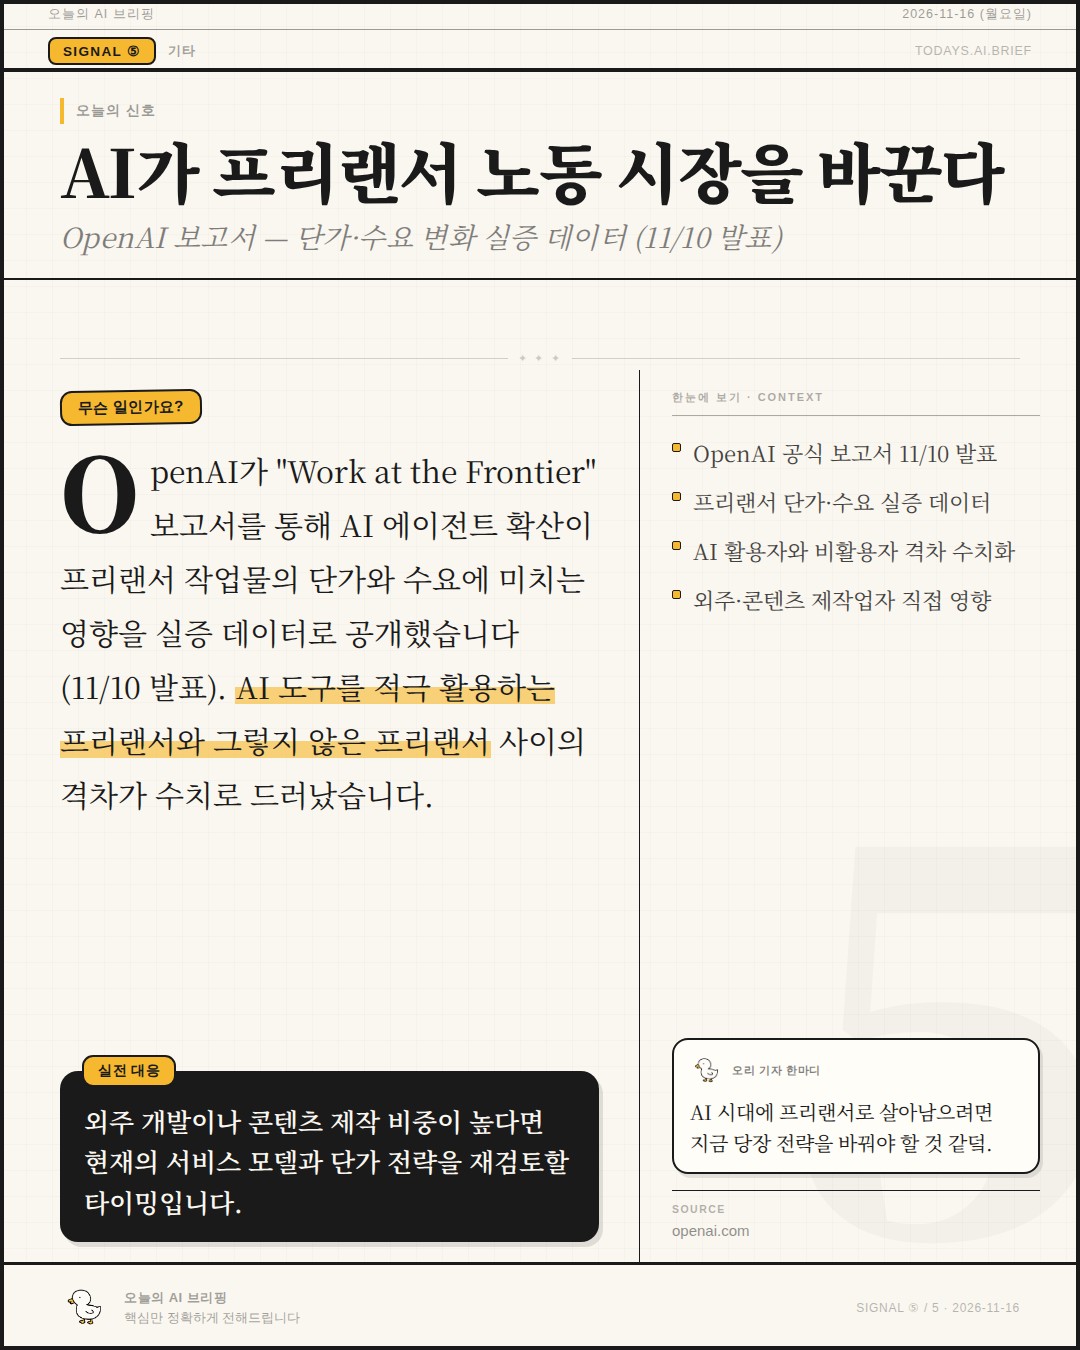 오늘의 AI 브리핑
2026-11-16 (월요일)
SIGNAL ⑤ 기타
TODAYS.AI.BRIEF
오늘의 신호
AI가 프리랜서 노동 시장을 바꾼다
OpenAI 보고서 — 단가·수요 변화 실증 데이터 (11/10 발표)
✦ ✦ ✦
무슨 일인가요?
OpenAI가 "Work at the Frontier"
보고서를 통해 AI 에이전트 확산이
프리랜서 작업물의 단가와 수요에 미치는
영향을 실증 데이터로 공개했습니다
(11/10 발표). AI 도구를 적극 활용하는
프리랜서와 그렇지 않은 프리랜서 사이의
격차가 수치로 드러났습니다.
실전 대응
외주 개발이나 콘텐츠 제작 비중이 높다면
현재의 서비스 모델과 단가 전략을 재검토할
타이밍입니다.
한눈에 보기 · CONTEXT
OpenAI 공식 보고서 11/10 발표
프리랜서 단가·수요 실증 데이터
AI 활용자와 비활용자 격차 수치화
외주·콘텐츠 제작업자 직접 영향
5
오리 기자 한마디
AI 시대에 프리랜서로 살아남으려면
지금 당장 전략을 바꿔야 할 것 같덕.
SOURCE
openai.com
오늘의 AI 브리핑
핵심만 정확하게 전해드립니다
SIGNAL ⑤ / 5 · 2026-11-16